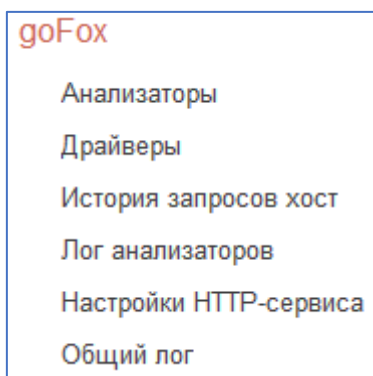 goFox
Анализаторы
Драйверы
История запросов хост
Лог анализаторов
Настройки HTTP-сервиса
Общий лог